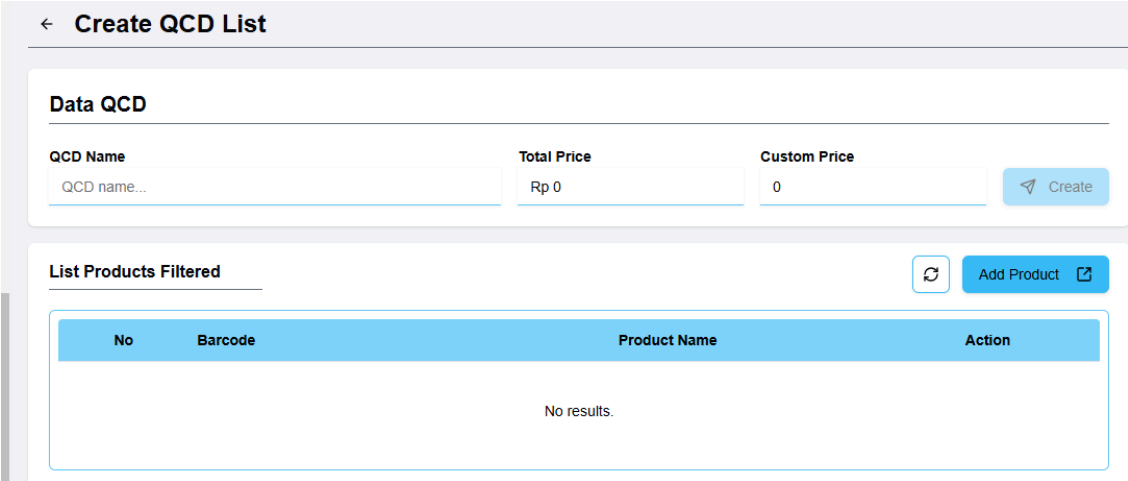 Create QCD List
Data QCD
QCD Name Total Price Custom Price
QCD name... Rp 0 0 Create
List Products Filtered Add Product
No Barcode Product Name Action
No results.